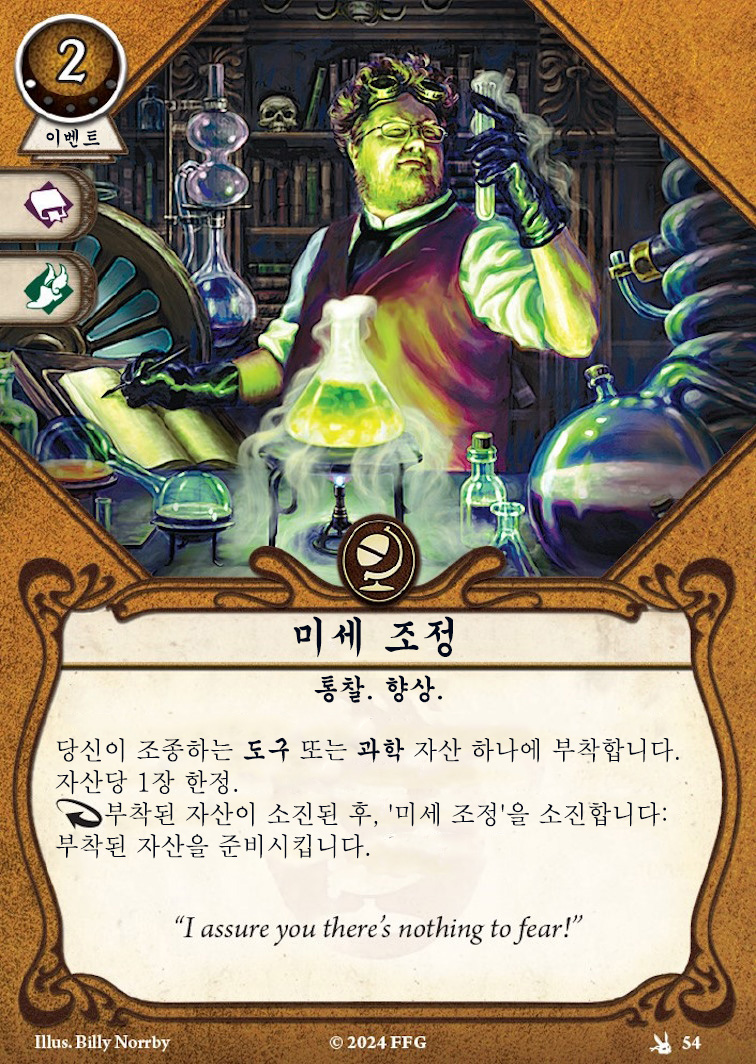 2
이벤트
미세 조정
통찰. 향상.
당신이 조종하는 도구 또는 과학 자산 하나에 부착합니다.
자산당 1장 한정.
부착된 자산이 소진된 후, '미세 조정'을 소진합니다:
부착된 자산을 준비시킵니다.
“I assure you there’s nothing to fear!”
Illus. Billy Norrby
© 2024 FFG
54